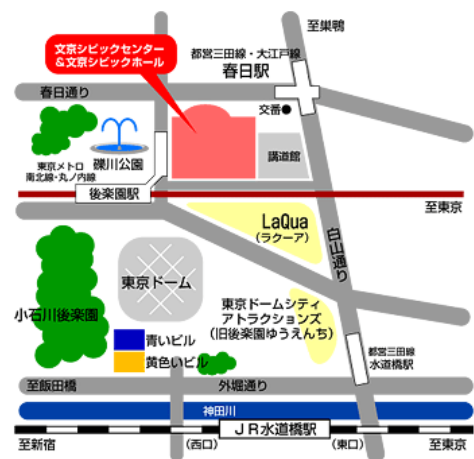 至巣鴨
文京シビックセンター
＆文京シビックホール
都営三田線・大江戸線
春日駅
春日通り
交番
礫川公園
講道館
東京メトロ
南北線・丸ノ内線
後楽園駅
至東京
LaQua
（ラクーア）
白山通り
東京ドーム
小石川後楽園
東京ドームシティ
アトラクションズ
（旧後楽園ゆうえんち）
青いビル
黄色いビル
都営三田線
水道橋駅
至飯田橋
外堀通り
神田川
ＪＲ水道橋駅
至新宿
（西口）
（東口）
至東京